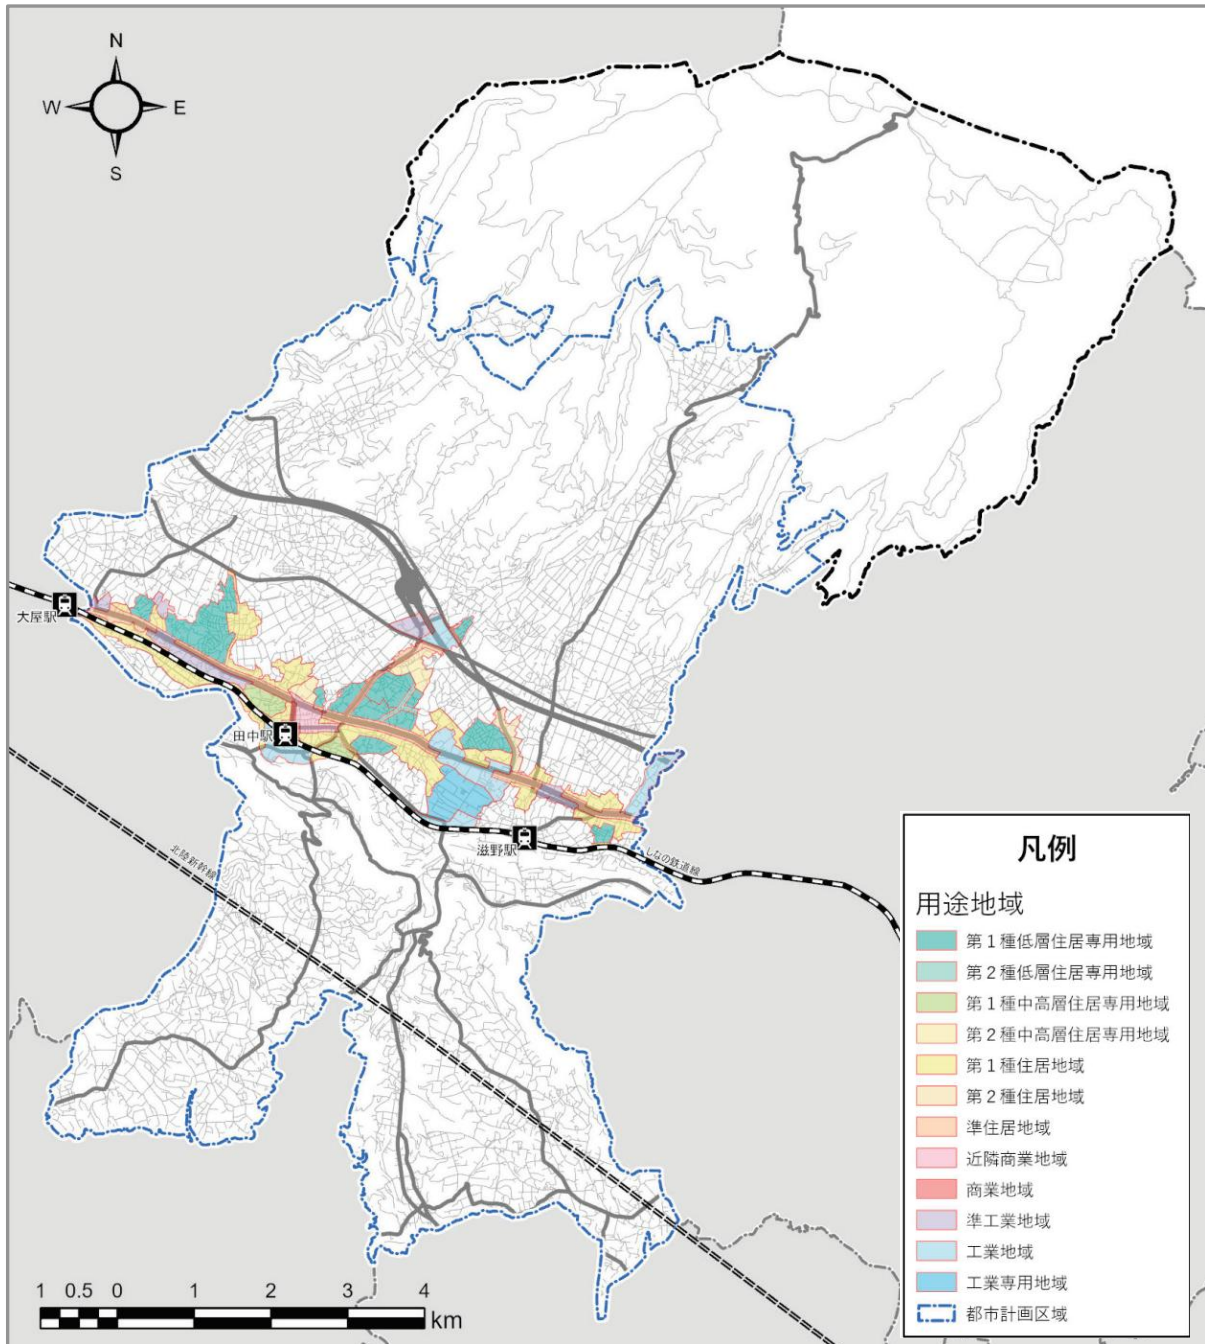 N
W E
S
大屋駅
田中駅
滋野駅
しなの鉄道線
北陸新幹線
凡例
用途地域
第1種低層住居専用地域
第2種低層住居専用地域
第1種中高層住居専用地域
第2種中高層住居専用地域
第1種住居地域
第2種住居地域
準住居地域
近隣商業地域
商業地域
準工業地域
工業地域
工業専用地域
都市計画区域
1 0.5 0 1 2 3 4
km